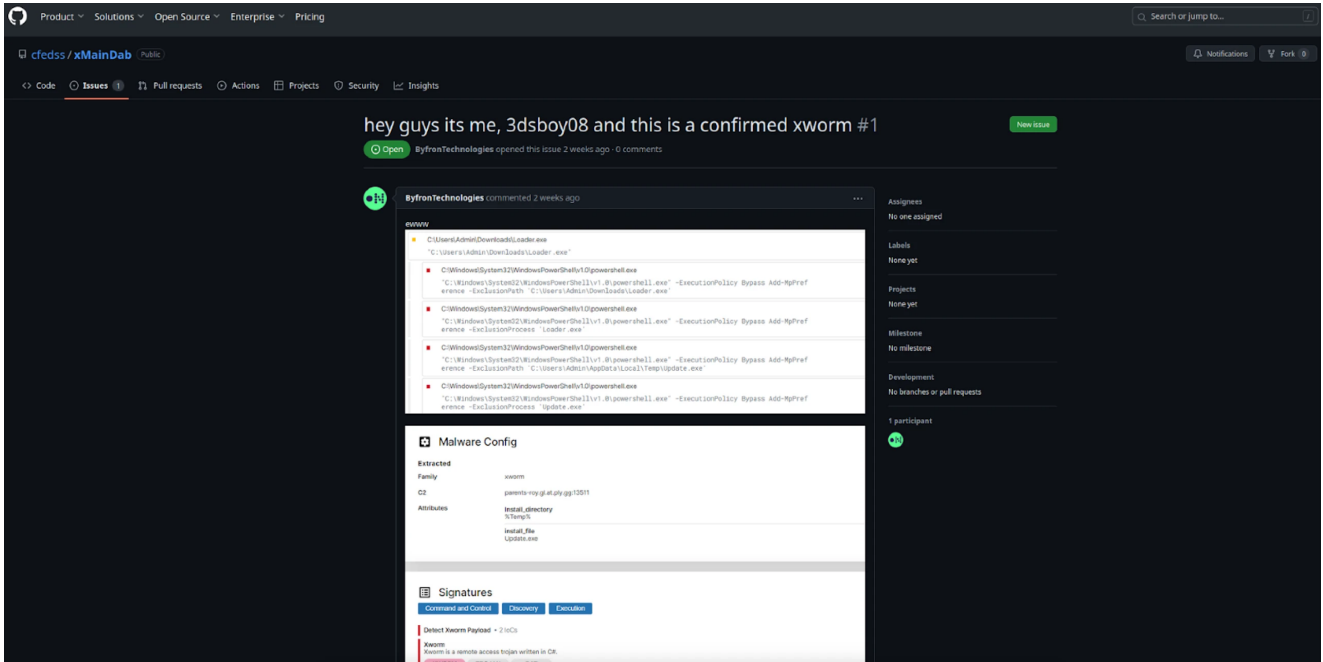 Product Solutions Open Source Enterprise Pricing Search or jump to... /
cfedss / xMainDab Public Notifications Fork 0
Code Issues 1 Pull requests Actions Projects Security Insights
hey guys its me, 3dsboy08 and this is a confirmed xworm #1 New issue
Open ByfronTechnologies opened this issue 2 weeks ago · 0 comments
ByfronTechnologies commented 2 weeks ago ...
ewww
C:\Users\Admin\Downloads\Loader.exe
"C:\Users\Admin\Downloads\Loader.exe"
C:\Windows\System32\WindowsPowerShell\v1.0\powershell.exe
"C:\Windows\System32\WindowsPowerShell\v1.0\powershell.exe" -ExecutionPolicy Bypass Add-MpPref
erence -ExclusionPath 'C:\Users\Admin\Downloads\Loader.exe'
C:\Windows\System32\WindowsPowerShell\v1.0\powershell.exe
"C:\Windows\System32\WindowsPowerShell\v1.0\powershell.exe" -ExecutionPolicy Bypass Add-MpPref
erence -ExclusionProcess 'Loader.exe'
C:\Windows\System32\WindowsPowerShell\v1.0\powershell.exe
"C:\Windows\System32\WindowsPowerShell\v1.0\powershell.exe" -ExecutionPolicy Bypass Add-MpPref
erence -ExclusionPath 'C:\Users\Admin\AppData\Local\Temp\Update.exe'
C:\Windows\System32\WindowsPowerShell\v1.0\powershell.exe
"C:\Windows\System32\WindowsPowerShell\v1.0\powershell.exe" -ExecutionPolicy Bypass Add-MpPref
erence -ExclusionProcess 'Update.exe'
Malware Config
Extracted
Family xworm
C2 parents-roy.gl.at.ply.gg:13511
Attributes Install_directory
%Temp%
install_file
Update.exe
Signatures
Command and Control Discovery Execution
Detect Xworm Payload • 2 IoCs
Xworm
Xworm is a remote access trojan written in C#.
Assignees
No one assigned
Labels
None yet
Projects
None yet
Milestone
No milestone
Development
No branches or pull requests
1 participant